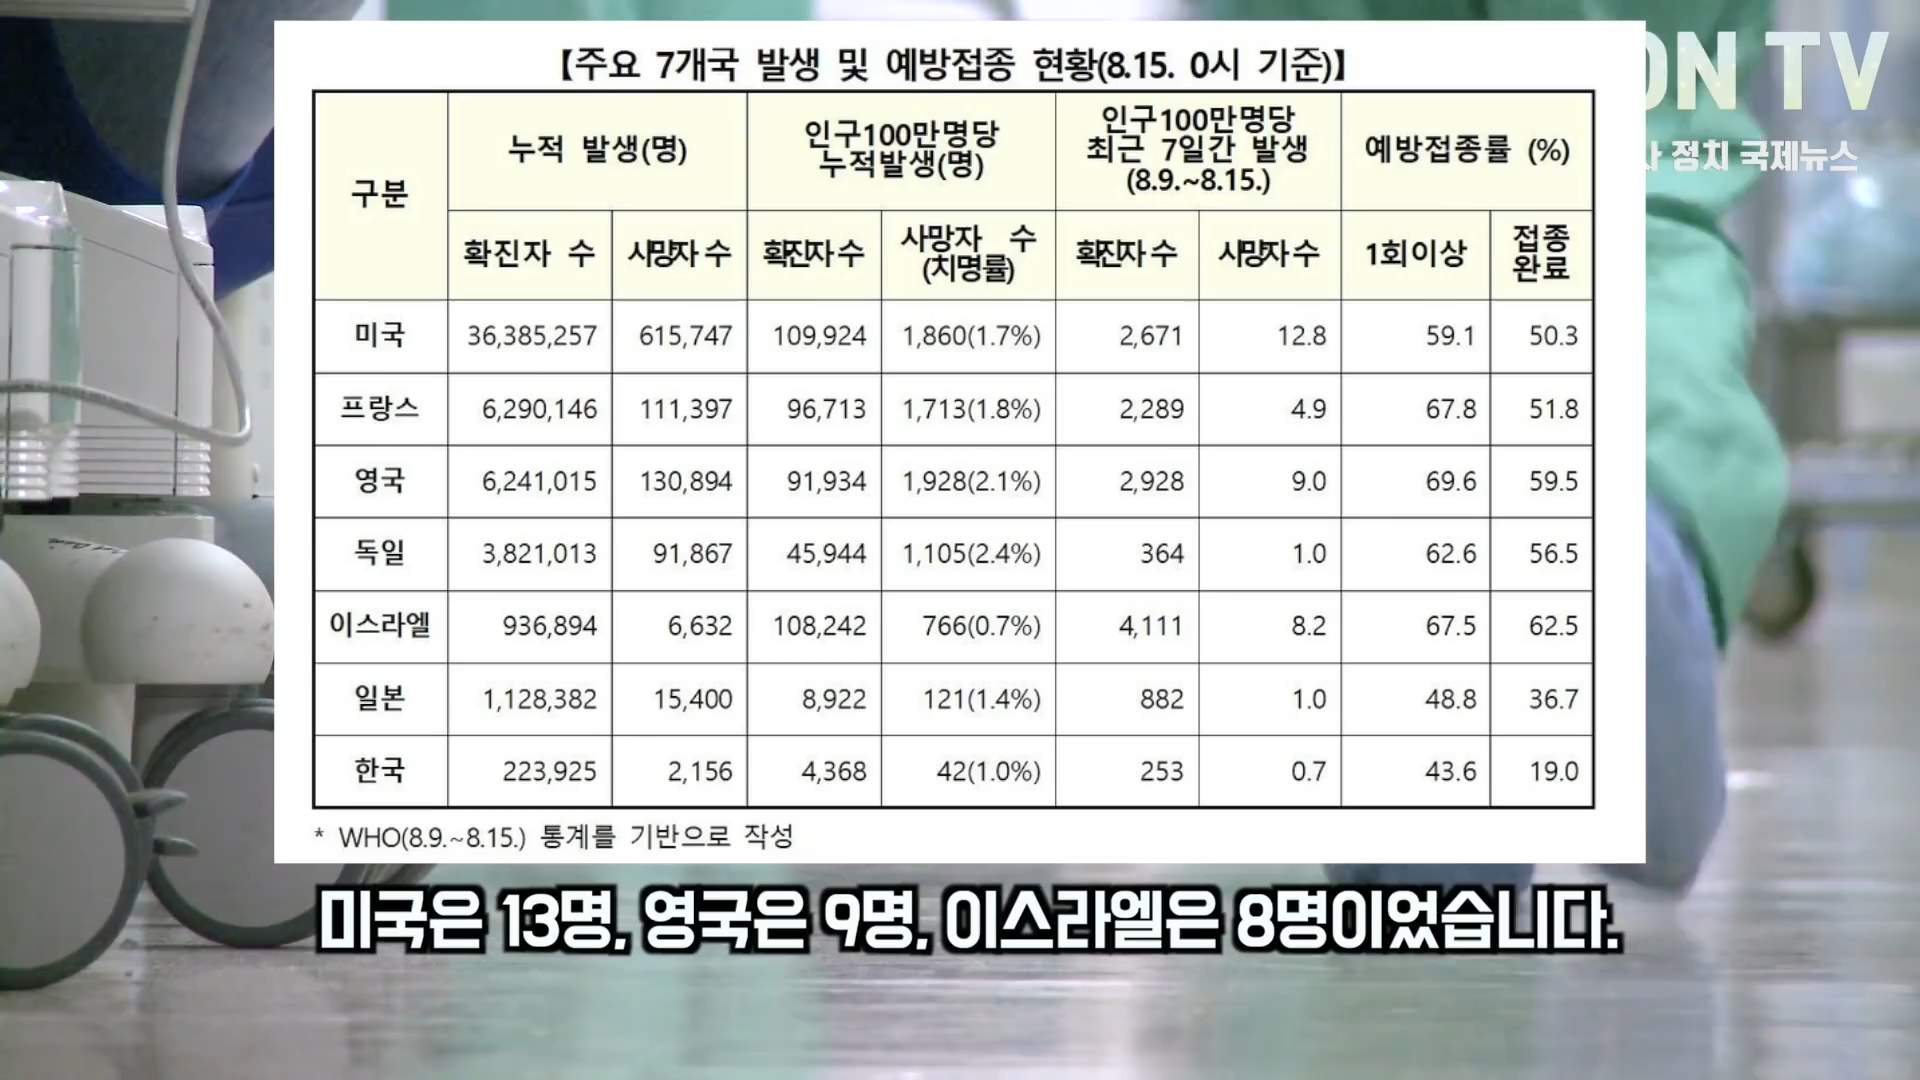 【주요 7개국 발생 및 예방접종 현황(8.15. 0시 기준)】
구분 누적 발생(명) 인구100만명당 누적발생(명) 인구100만명당 최근 7일간 발생 (8.9.~8.15.) 예방접종률 (%)
확진자 수 사망자 수 확진자 수 사망자 수 (치명률) 확진자 수 사망자 수 1회이상 접종 완료
미국 36,385,257 615,747 109,924 1,860(1.7%) 2,671 12.8 59.1 50.3
프랑스 6,290,146 111,397 96,713 1,713(1.8%) 2,289 4.9 67.8 51.8
영국 6,241,015 130,894 91,934 1,928(2.1%) 2,928 9.0 69.6 59.5
독일 3,821,013 91,867 45,944 1,105(2.4%) 364 1.0 62.6 56.5
이스라엘 936,894 6,632 108,242 766(0.7%) 4,111 8.2 67.5 62.5
일본 1,128,382 15,400 8,922 121(1.4%) 882 1.0 48.8 36.7
한국 223,925 2,156 4,368 42(1.0%) 253 0.7 43.6 19.0
* WHO(8.9.~8.15.) 통계를 기반으로 작성
미국은 13명, 영국은 9명, 이스라엘은 8명이었습니다.
ON TV
정치 국제뉴스